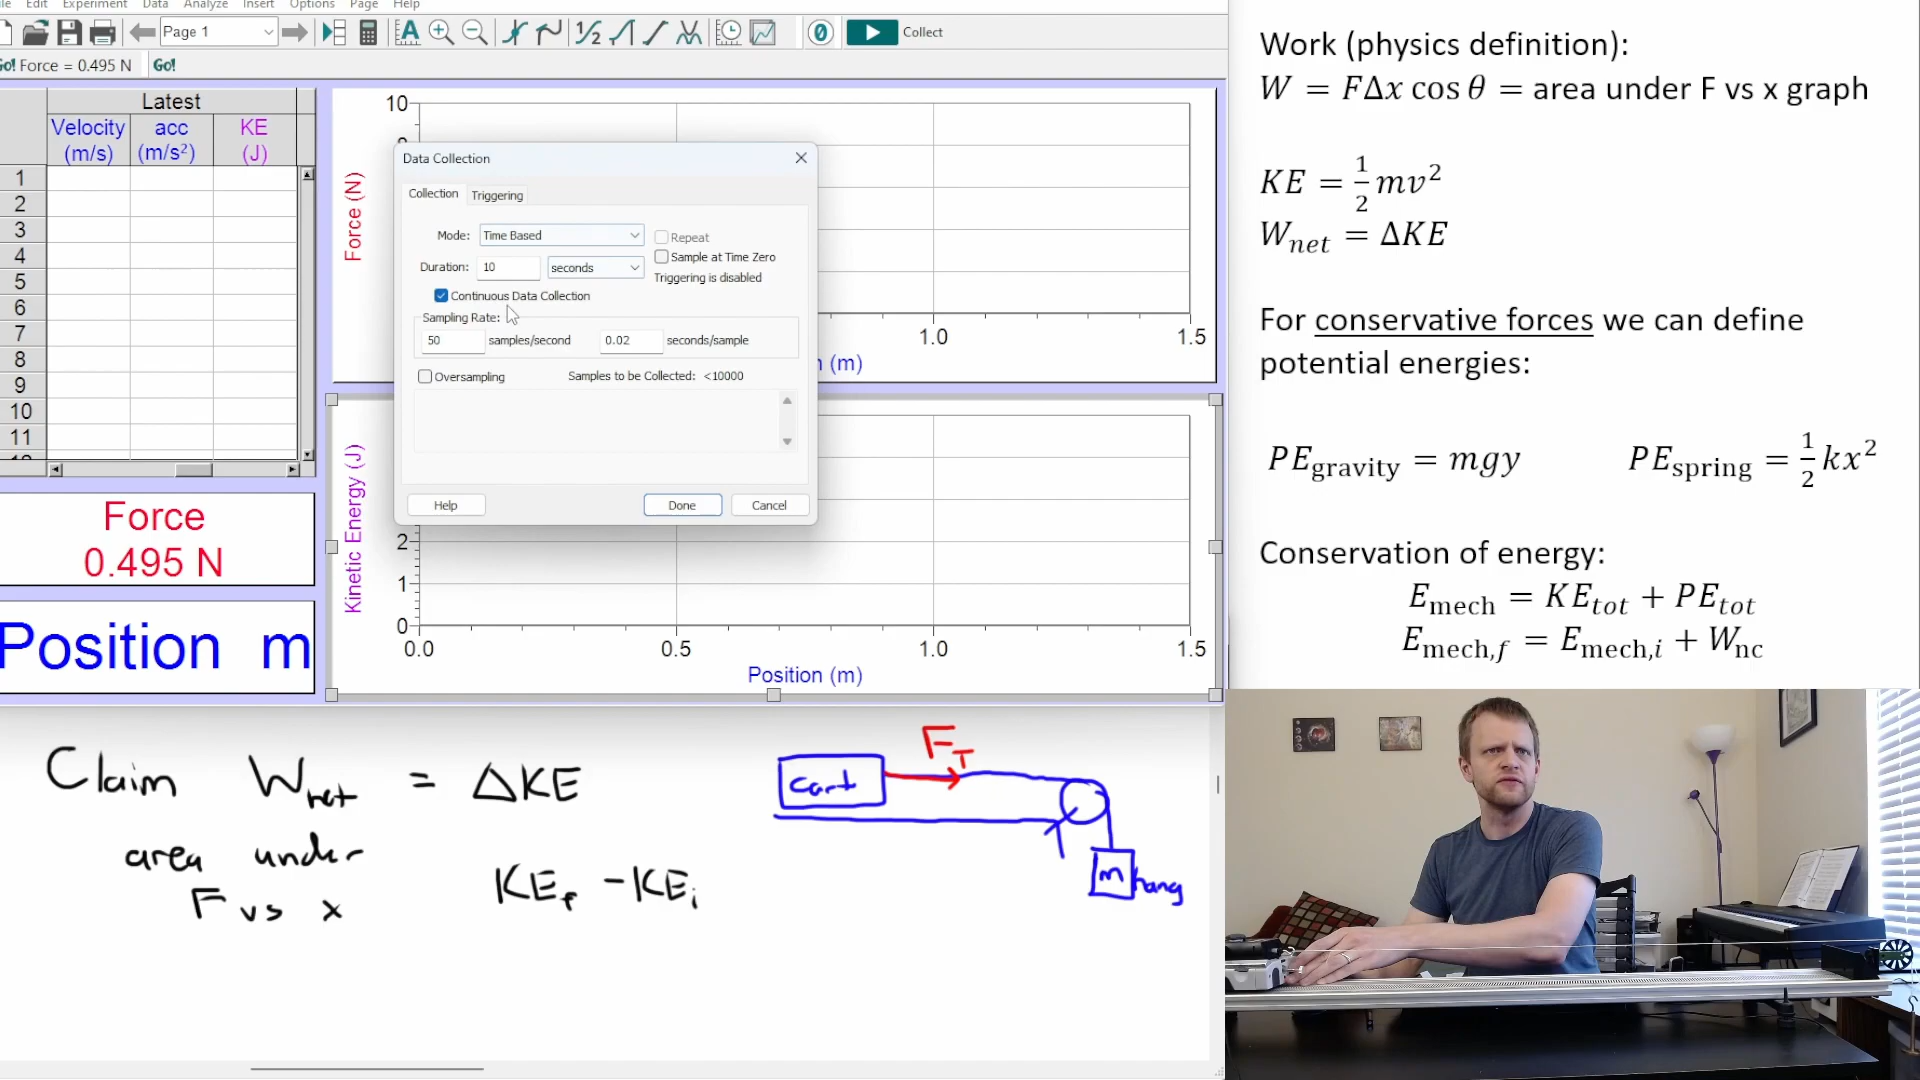 Edit Experiment Data Analyze Insert Options Page Help
Page 1
Collect
Force = 0.495 N Go!
Latest
Velocity (m/s) acc (m/s²) KE (J)
1
2
3
4
5
6
7
8
9
10
11
Force
0.495 N
Position m
10
Force (N)
1.0 1.5
(m)
Data Collection
Collection Triggering
Mode: Time Based Repeat
Sample at Time Zero
Duration: 10 seconds
Triggering is disabled
Continuous Data Collection
Sampling Rate:
50 samples/second 0.02 seconds/sample
Oversampling Samples to be Collected: <10000
Help Done Cancel
Kinetic Energy (J)
2
1
0
0.0 0.5 1.0 1.5
Position (m)
Work (physics definition):
W = FΔx cos θ = area under F vs x graph
KE = 1/2 mv²
W_net = ΔKE
For conservative forces we can define
potential energies:
PE_gravity = mgy PE_spring = 1/2 kx²
Conservation of energy:
E_mech = KE_tot + PE_tot
E_mech,f = E_mech,i + W_nc
Claim W_net = ΔKE
area under
F vs x
KE_f - KE_i
F_T
cart
m hang